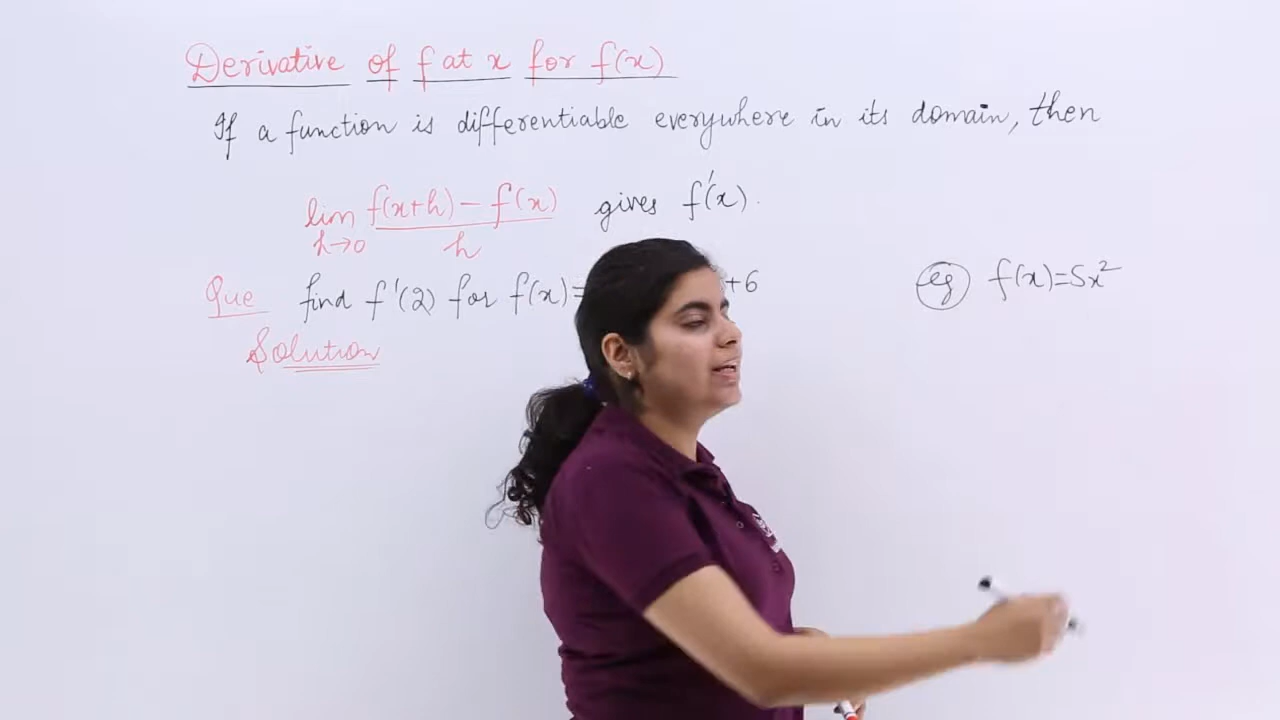 Derivative of f at x for f(x)
If a function is differentiable everywhere in its domain, then
lim h→0 f(x+h) − f(x) / h gives f'(x).
Que find f'(2) for f(x)= +6
eg f(x)=5x²
Solution